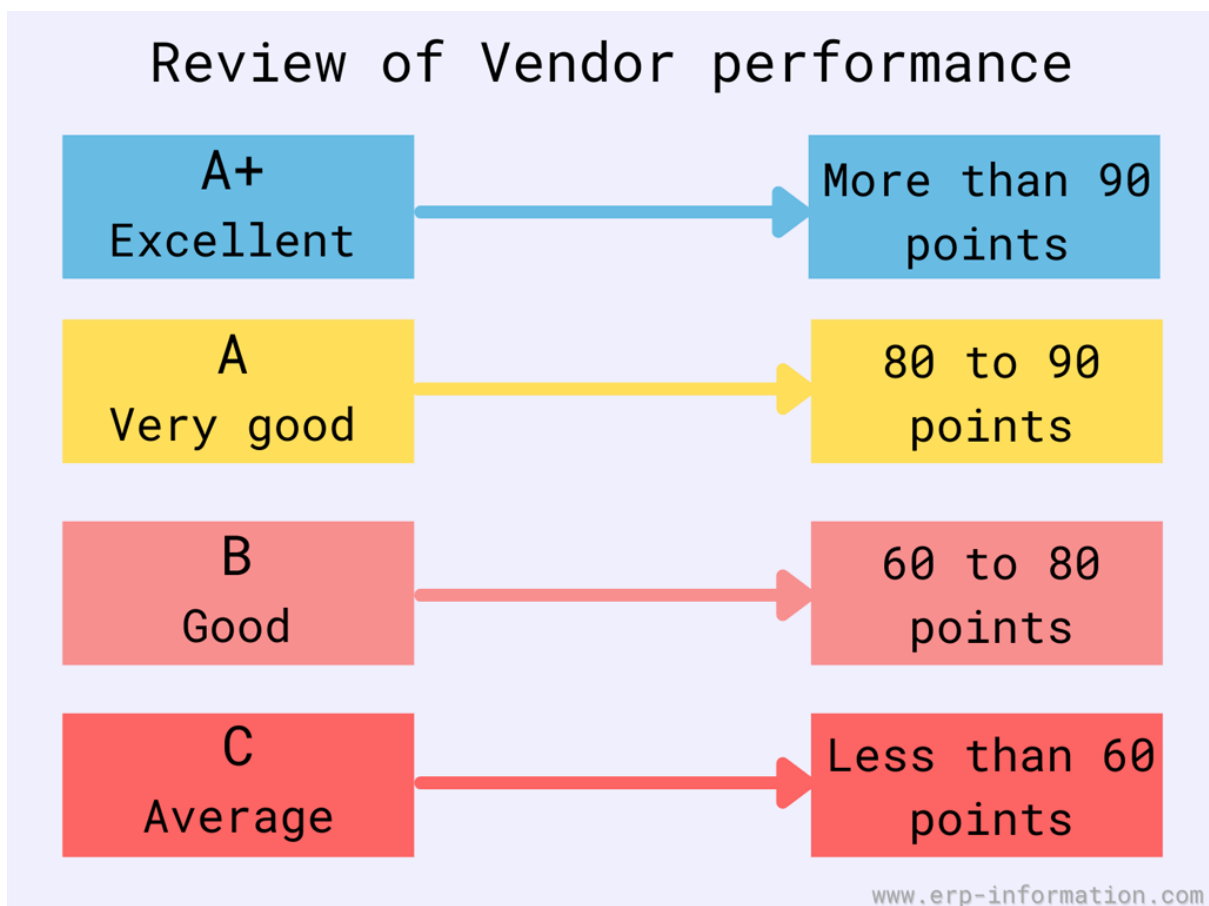 Review of Vendor performance
A+
Excellent
More than 90
points
A
Very good
80 to 90
points
B
Good
60 to 80
points
C
Average
Less than 60
points
www.erp-information.com